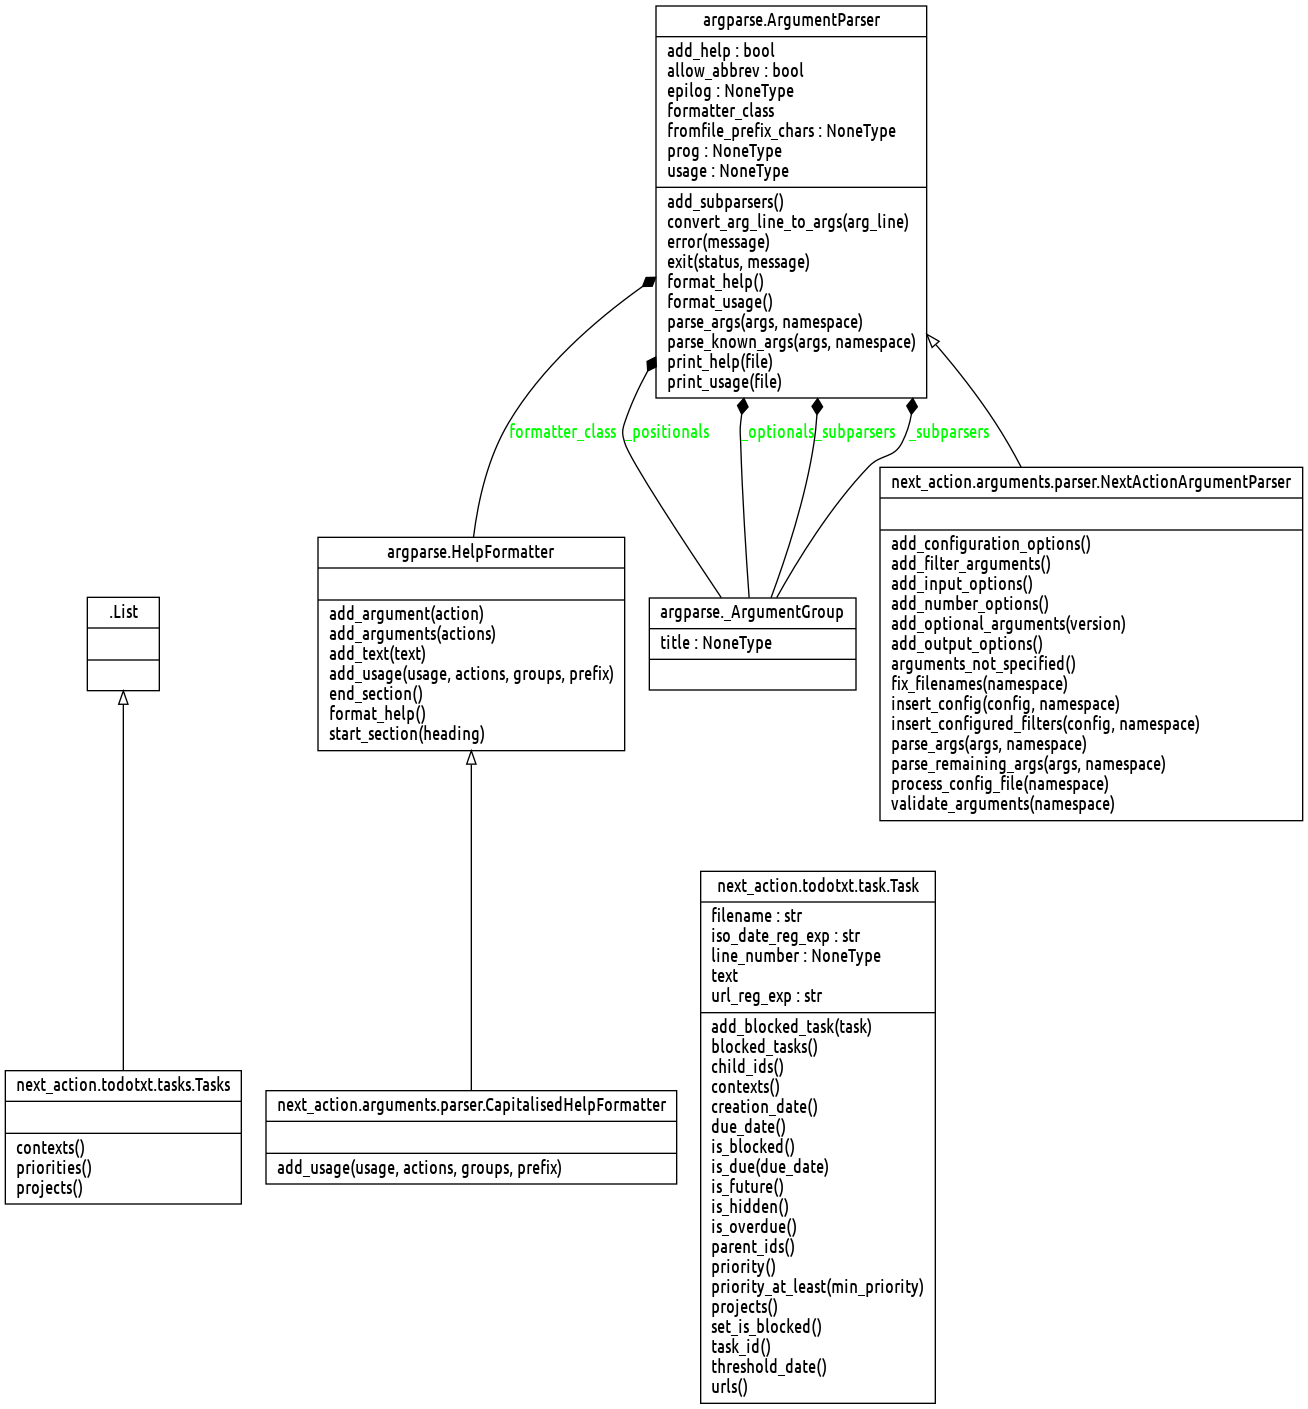 argparse.ArgumentParser
add_help : bool
allow_abbrev : bool
epilog : NoneType
formatter_class
fromfile_prefix_chars : NoneType
prog : NoneType
usage : NoneType
add_subparsers()
convert_arg_line_to_args(arg_line)
error(message)
exit(status, message)
format_help()
format_usage()
parse_args(args, namespace)
parse_known_args(args, namespace)
print_help(file)
print_usage(file)
formatter_class
_positionals
_optionals
_subparsers
_subparsers
next_action.arguments.parser.NextActionArgumentParser
add_configuration_options()
add_filter_arguments()
add_input_options()
add_number_options()
add_optional_arguments(version)
add_output_options()
arguments_not_specified()
fix_filenames(namespace)
insert_config(config, namespace)
insert_configured_filters(config, namespace)
parse_args(args, namespace)
parse_remaining_args(args, namespace)
process_config_file(namespace)
validate_arguments(namespace)
argparse.HelpFormatter
add_argument(action)
add_arguments(actions)
add_text(text)
add_usage(usage, actions, groups, prefix)
end_section()
format_help()
start_section(heading)
argparse._ArgumentGroup
title : NoneType
.List
next_action.todotxt.task.Task
filename : str
iso_date_reg_exp : str
line_number : NoneType
text
url_reg_exp : str
add_blocked_task(task)
blocked_tasks()
child_ids()
contexts()
creation_date()
due_date()
is_blocked()
is_due(due_date)
is_future()
is_hidden()
is_overdue()
parent_ids()
priority()
priority_at_least(min_priority)
projects()
set_is_blocked()
task_id()
threshold_date()
urls()
next_action.todotxt.tasks.Tasks
contexts()
priorities()
projects()
next_action.arguments.parser.CapitalisedHelpFormatter
add_usage(usage, actions, groups, prefix)